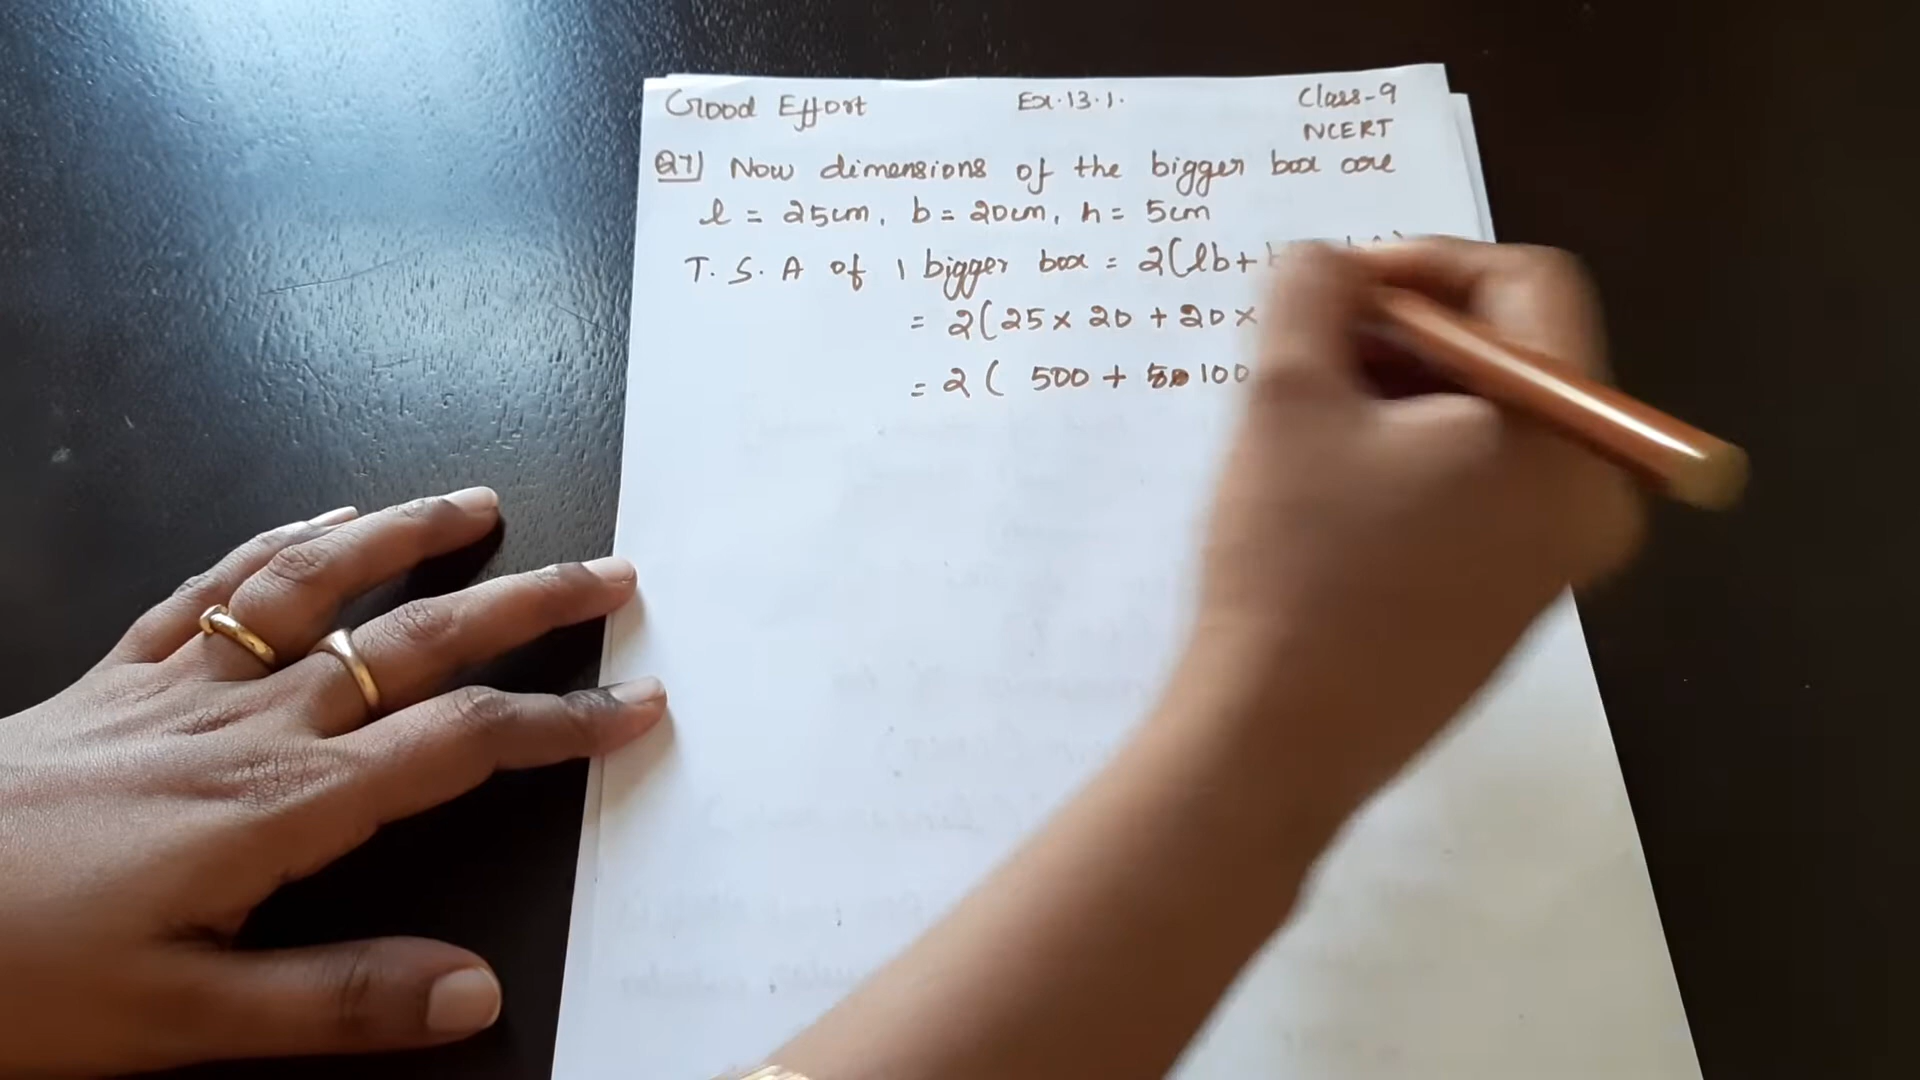 Good Effort Ex.13.1. Class-9
NCERT
Q7) Now dimensions of the bigger box are
l = 25cm, b = 20cm, h = 5cm
T. S. A of 1 bigger box = 2(lb+
= 2(25 x 20 + 20 x
= 2( 500 + 100